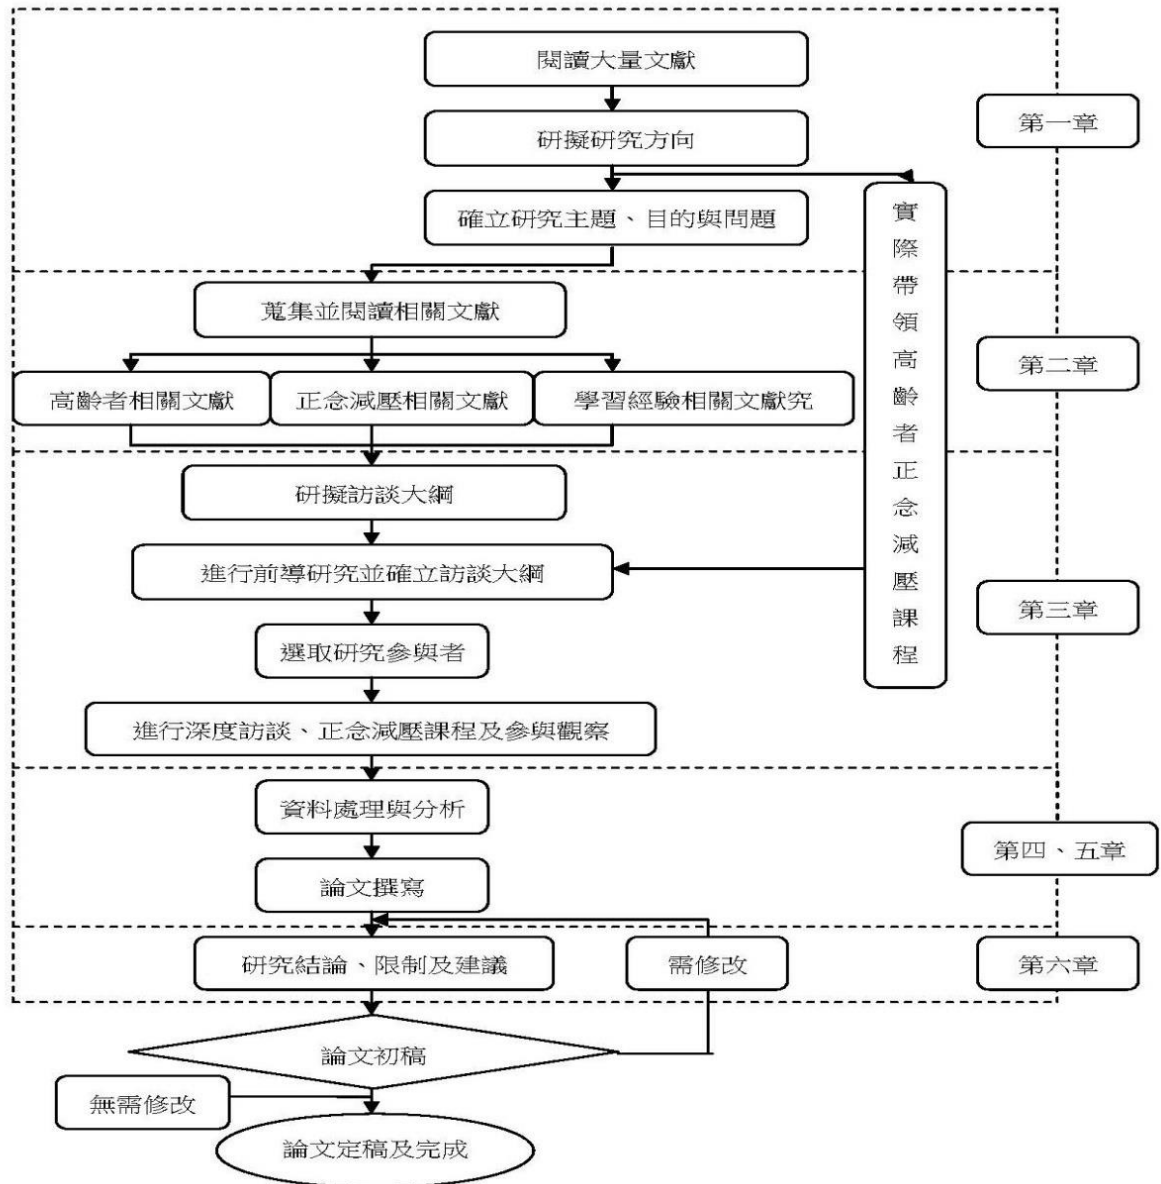 閱讀大量文獻
第一章
研擬研究方向
確立研究主題、目的與問題
實際帶領高齡者正念減壓課程
蒐集並閱讀相關文獻
第二章
高齡者相關文獻
正念減壓相關文獻
學習經驗相關文獻究
研擬訪談大綱
進行前導研究並確立訪談大綱
第三章
選取研究參與者
進行深度訪談、正念減壓課程及參與觀察
資料處理與分析
第四、五章
論文撰寫
研究結論、限制及建議
需修改
第六章
論文初稿
無需修改
論文定稿及完成